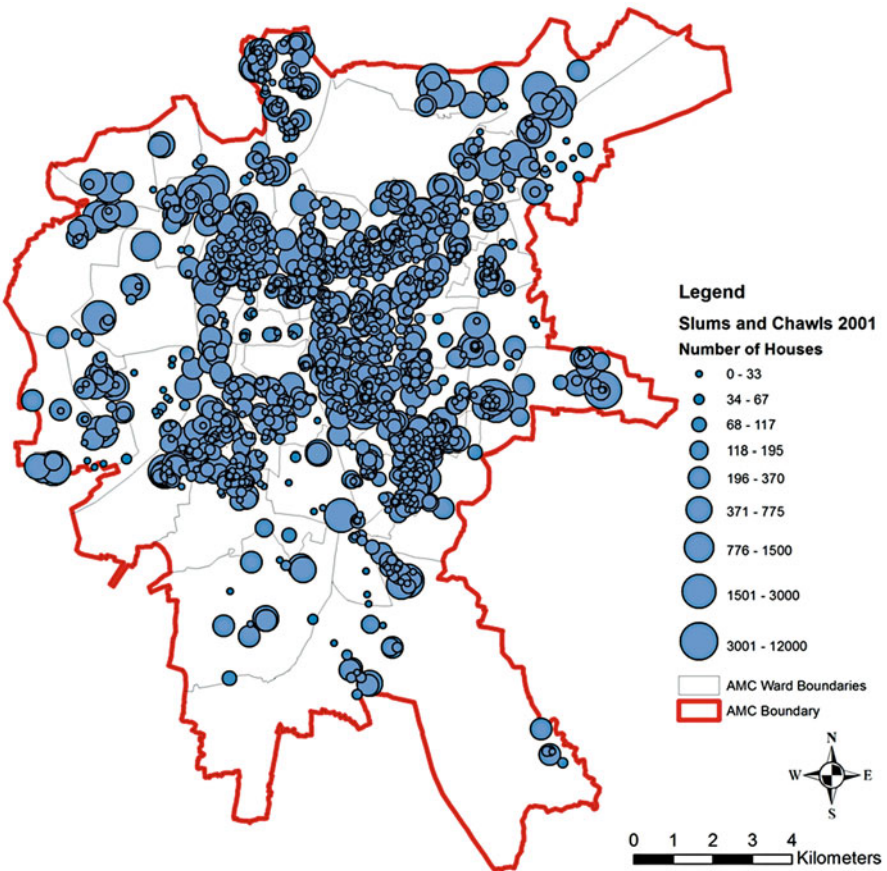 Legend
Slums and Chawls 2001
Number of Houses
0 - 33
34 - 67
68 - 117
118 - 195
196 - 370
371 - 775
776 - 1500
1501 - 3000
3001 - 12000
AMC Ward Boundaries
AMC Boundary
N
W E
S
0 1 2 3 4
Kilometers